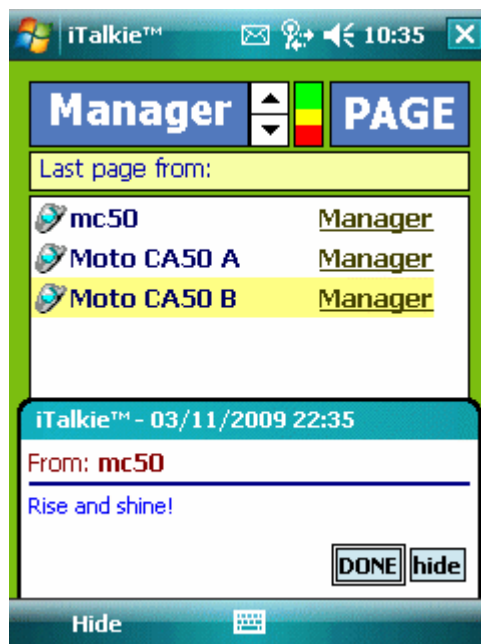 iTalkie™ 10:35
Manager PAGE
Last page from:
mc50 Manager
Moto CA50 A Manager
Moto CA50 B Manager
iTalkie™ - 03/11/2009 22:35
From: mc50
Rise and shine!
DONE hide
Hide